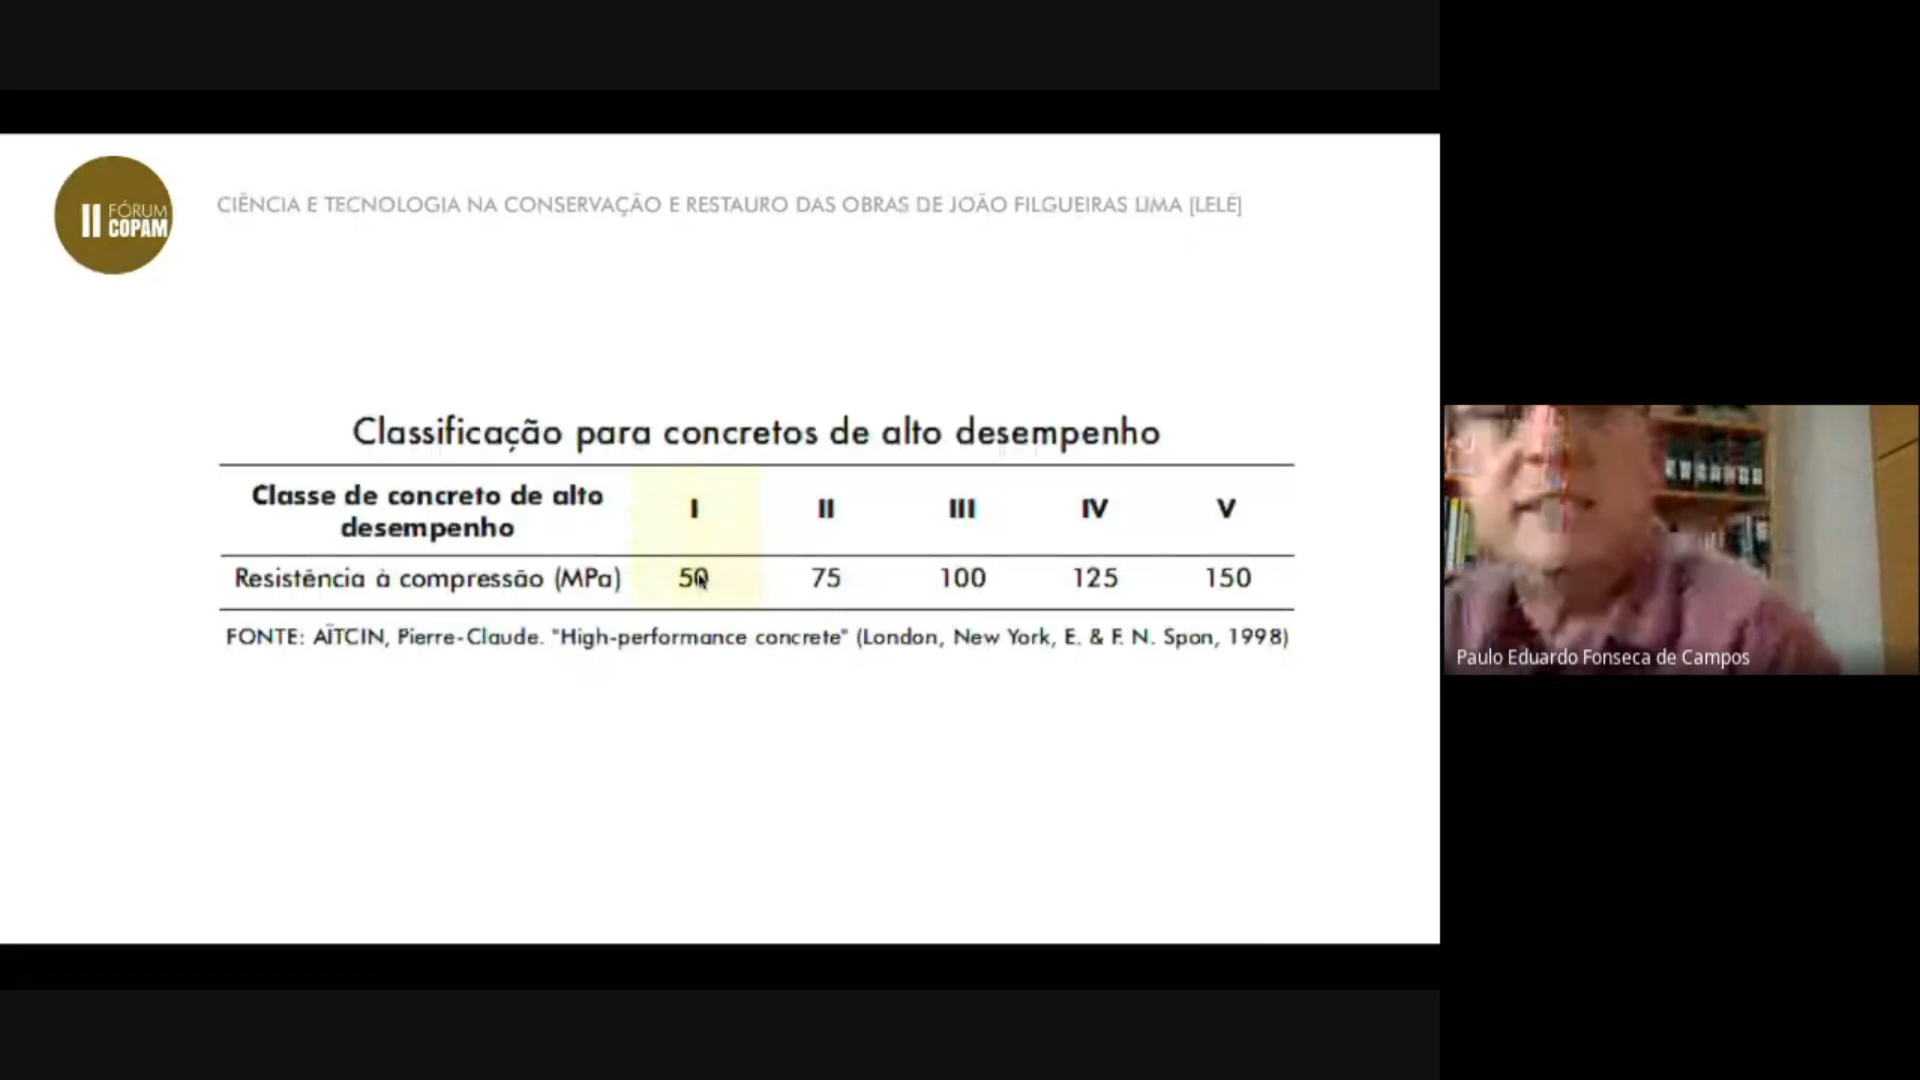 II FÓRUM
COPAM
CIÊNCIA E TECNOLOGIA NA CONSERVAÇÃO E RESTAURO DAS OBRAS DE JOÃO FILGUEIRAS LIMA [LELÉ]
Classificação para concretos de alto desempenho
Classe de concreto de alto desempenho I II III IV V
Resistência à compressão (MPa) 50 75 100 125 150
FONTE: AÏTCIN, Pierre-Claude. "High-performance concrete" (London, New York, E. & F. N. Spon, 1998)
Paulo Eduardo Fonseca de Campos